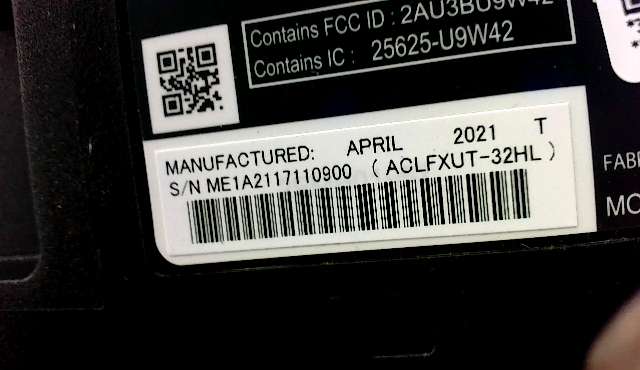 Contains FCC ID : 2AU3BU9W42
Contains IC : 25625-U9W42
MANUFACTURED: APRIL 2021 T
S/N ME1A2117110900 ( ACLFXUT-32HL )